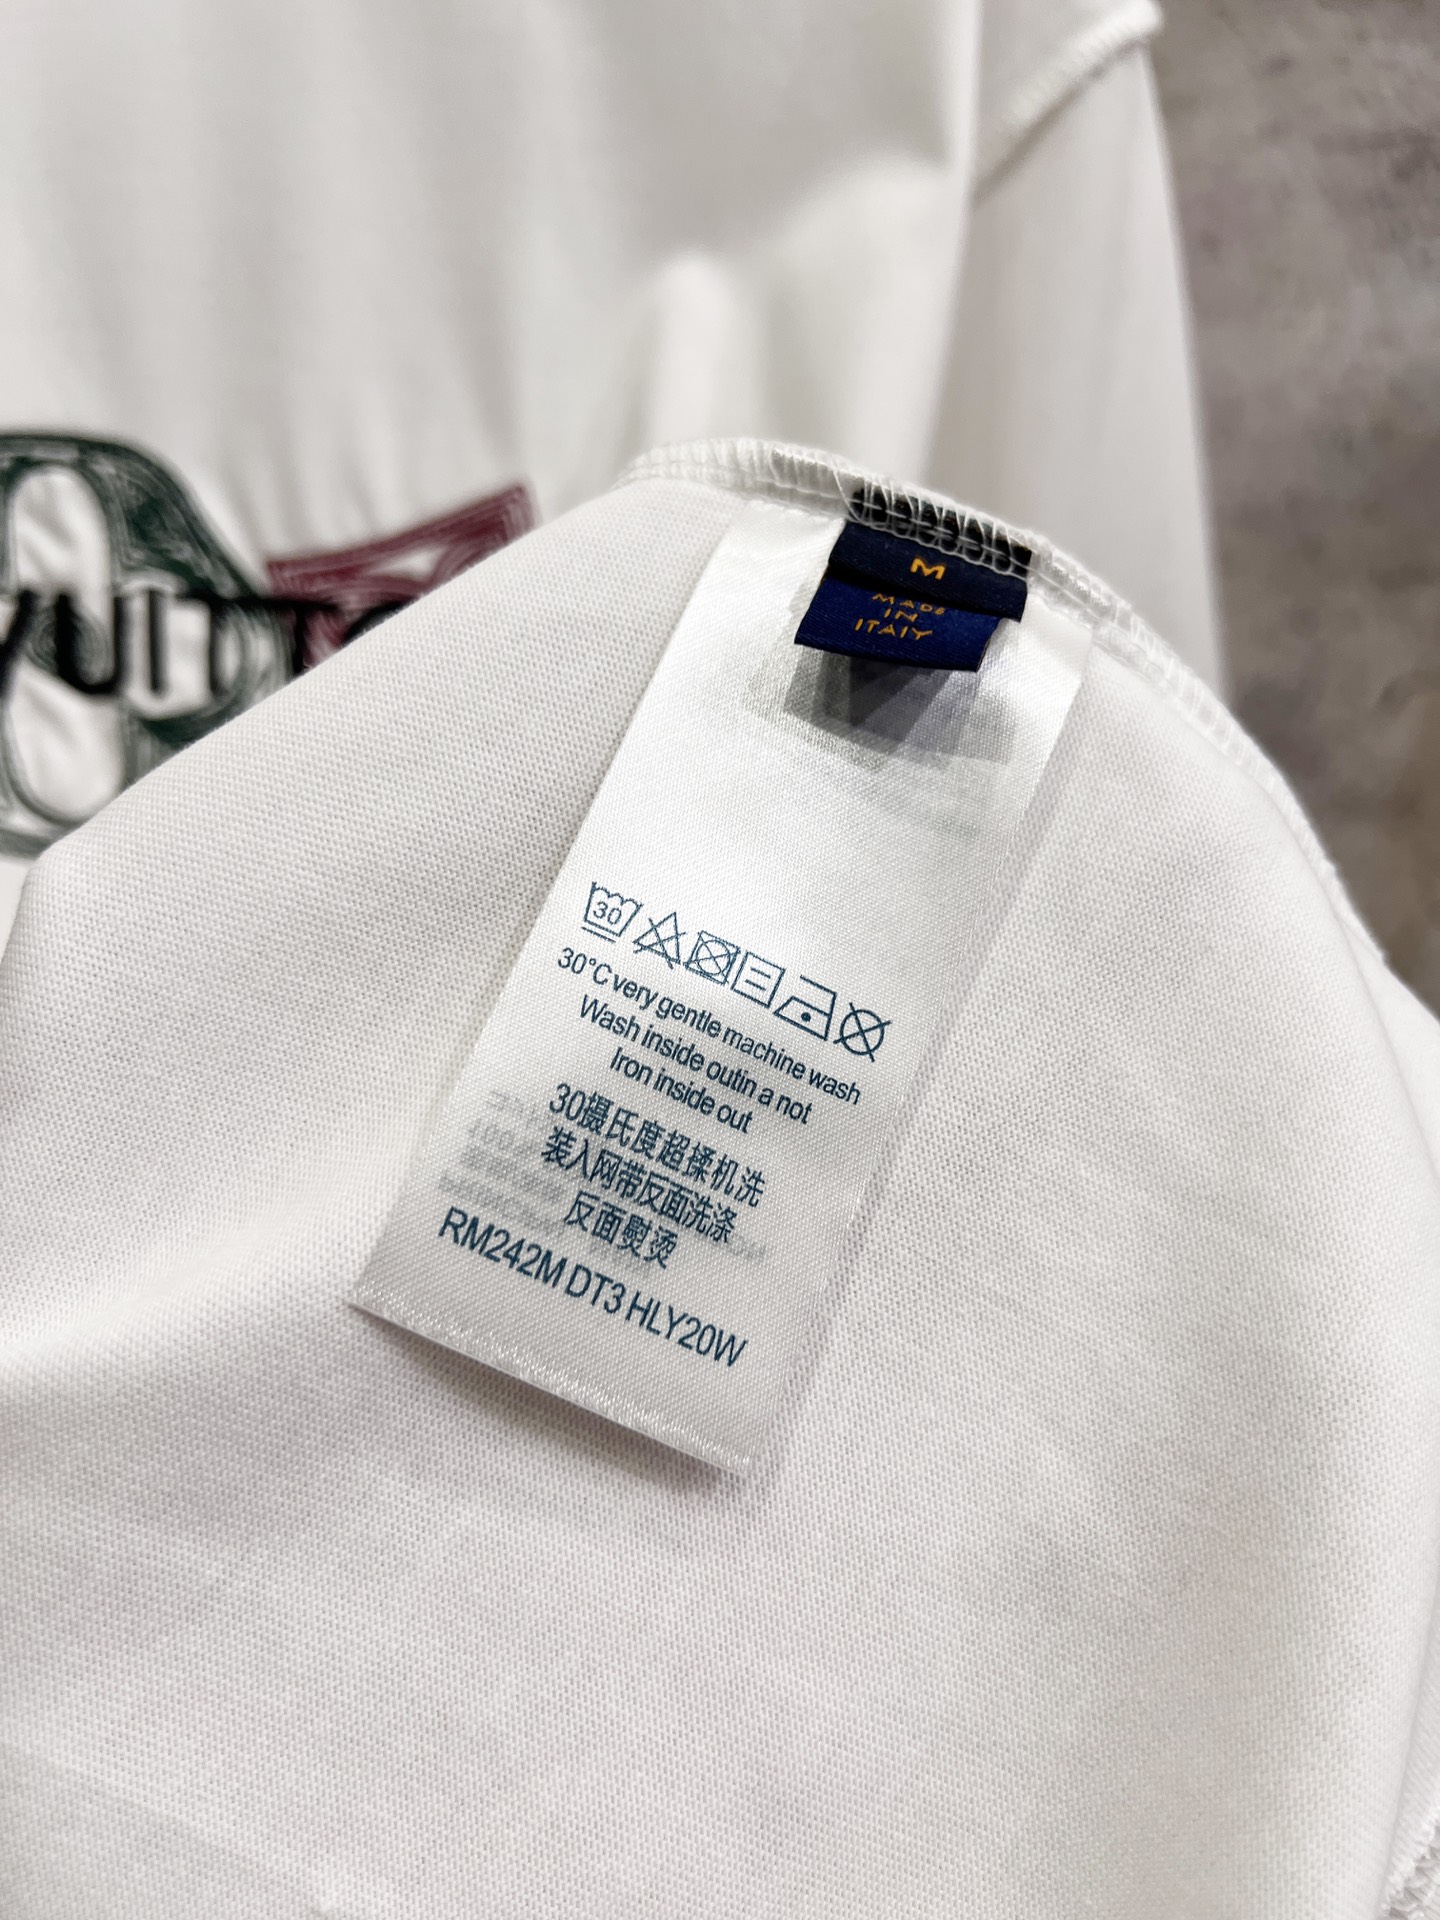 VUITTO
M
MADE
IN
ITALY
30
30°C very gentle machine wash
Wash inside outin a not
Iron inside out
30摄氏度超揉机洗
装入网带反面洗涤
反面熨烫
RM242M DT3 HLY20W